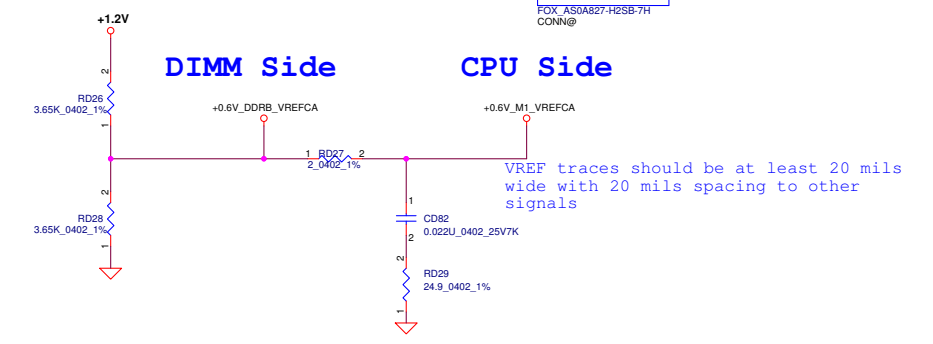 FOX_AS0A827-H2SB-7H
CONN@
+1.2V
DIMM Side
CPU Side
2
RD26
3.65K_0402_1%
1
+0.6V_DDRB_VREFCA
+0.6V_M1_VREFCA
1 RD27 2
2_0402_1%
VREF traces should be at least 20 mils
wide with 20 mils spacing to other
signals
2
RD28
3.65K_0402_1%
1
1
CD82
0.022U_0402_25V7K
2
2
RD29
24.9_0402_1%
1